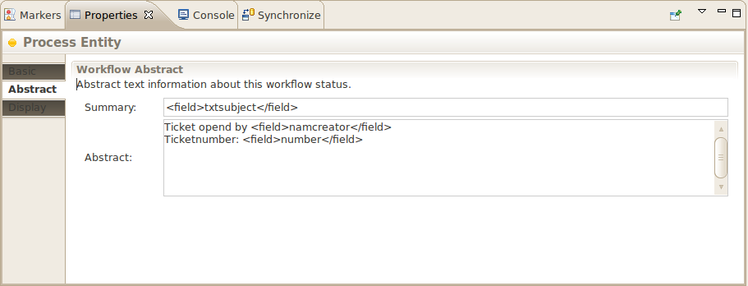 Markers
Properties
Console
Synchronize
Process Entity
Basic
Abstract
Display
Workflow Abstract
Abstract text information about this workflow status.
Summary:
<field>txtsubject</field>
Abstract:
Ticket opend by <field>namcreator</field>
Ticketnumber: <field>number</field>